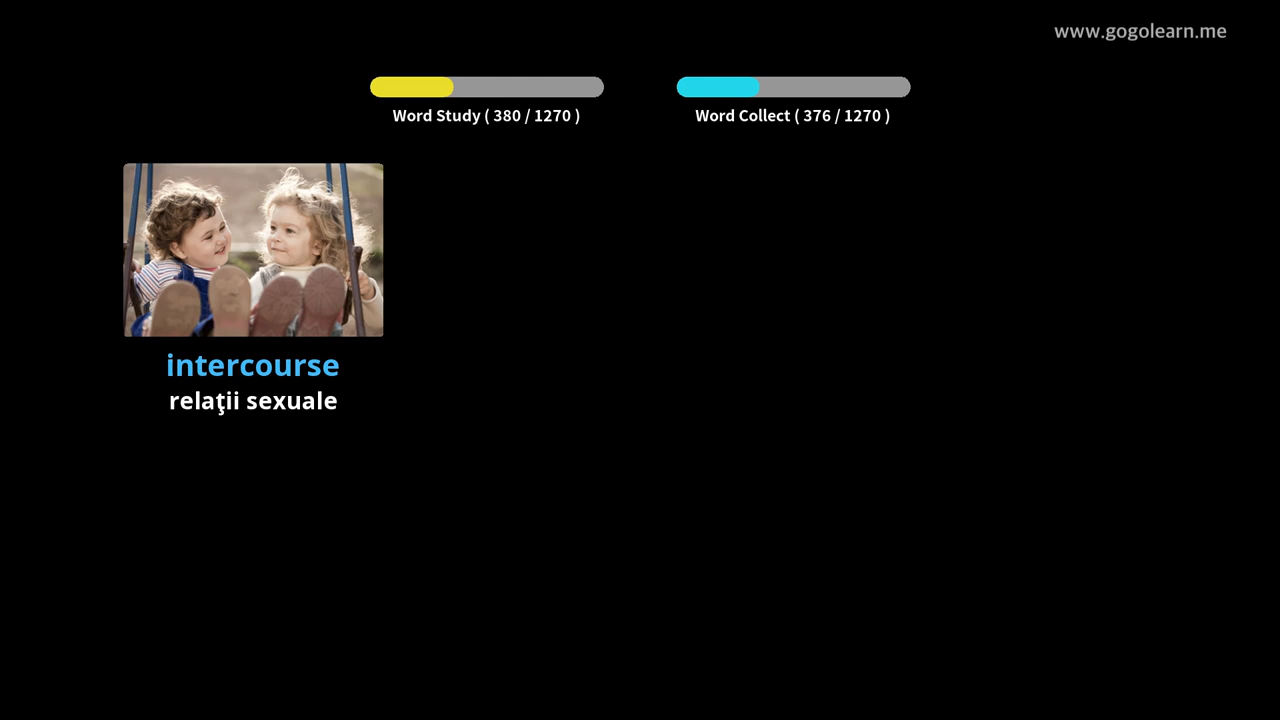 www.gogolearn.me
Word Study ( 380 / 1270 )
Word Collect ( 376 / 1270 )
intercourse
relaţii sexuale